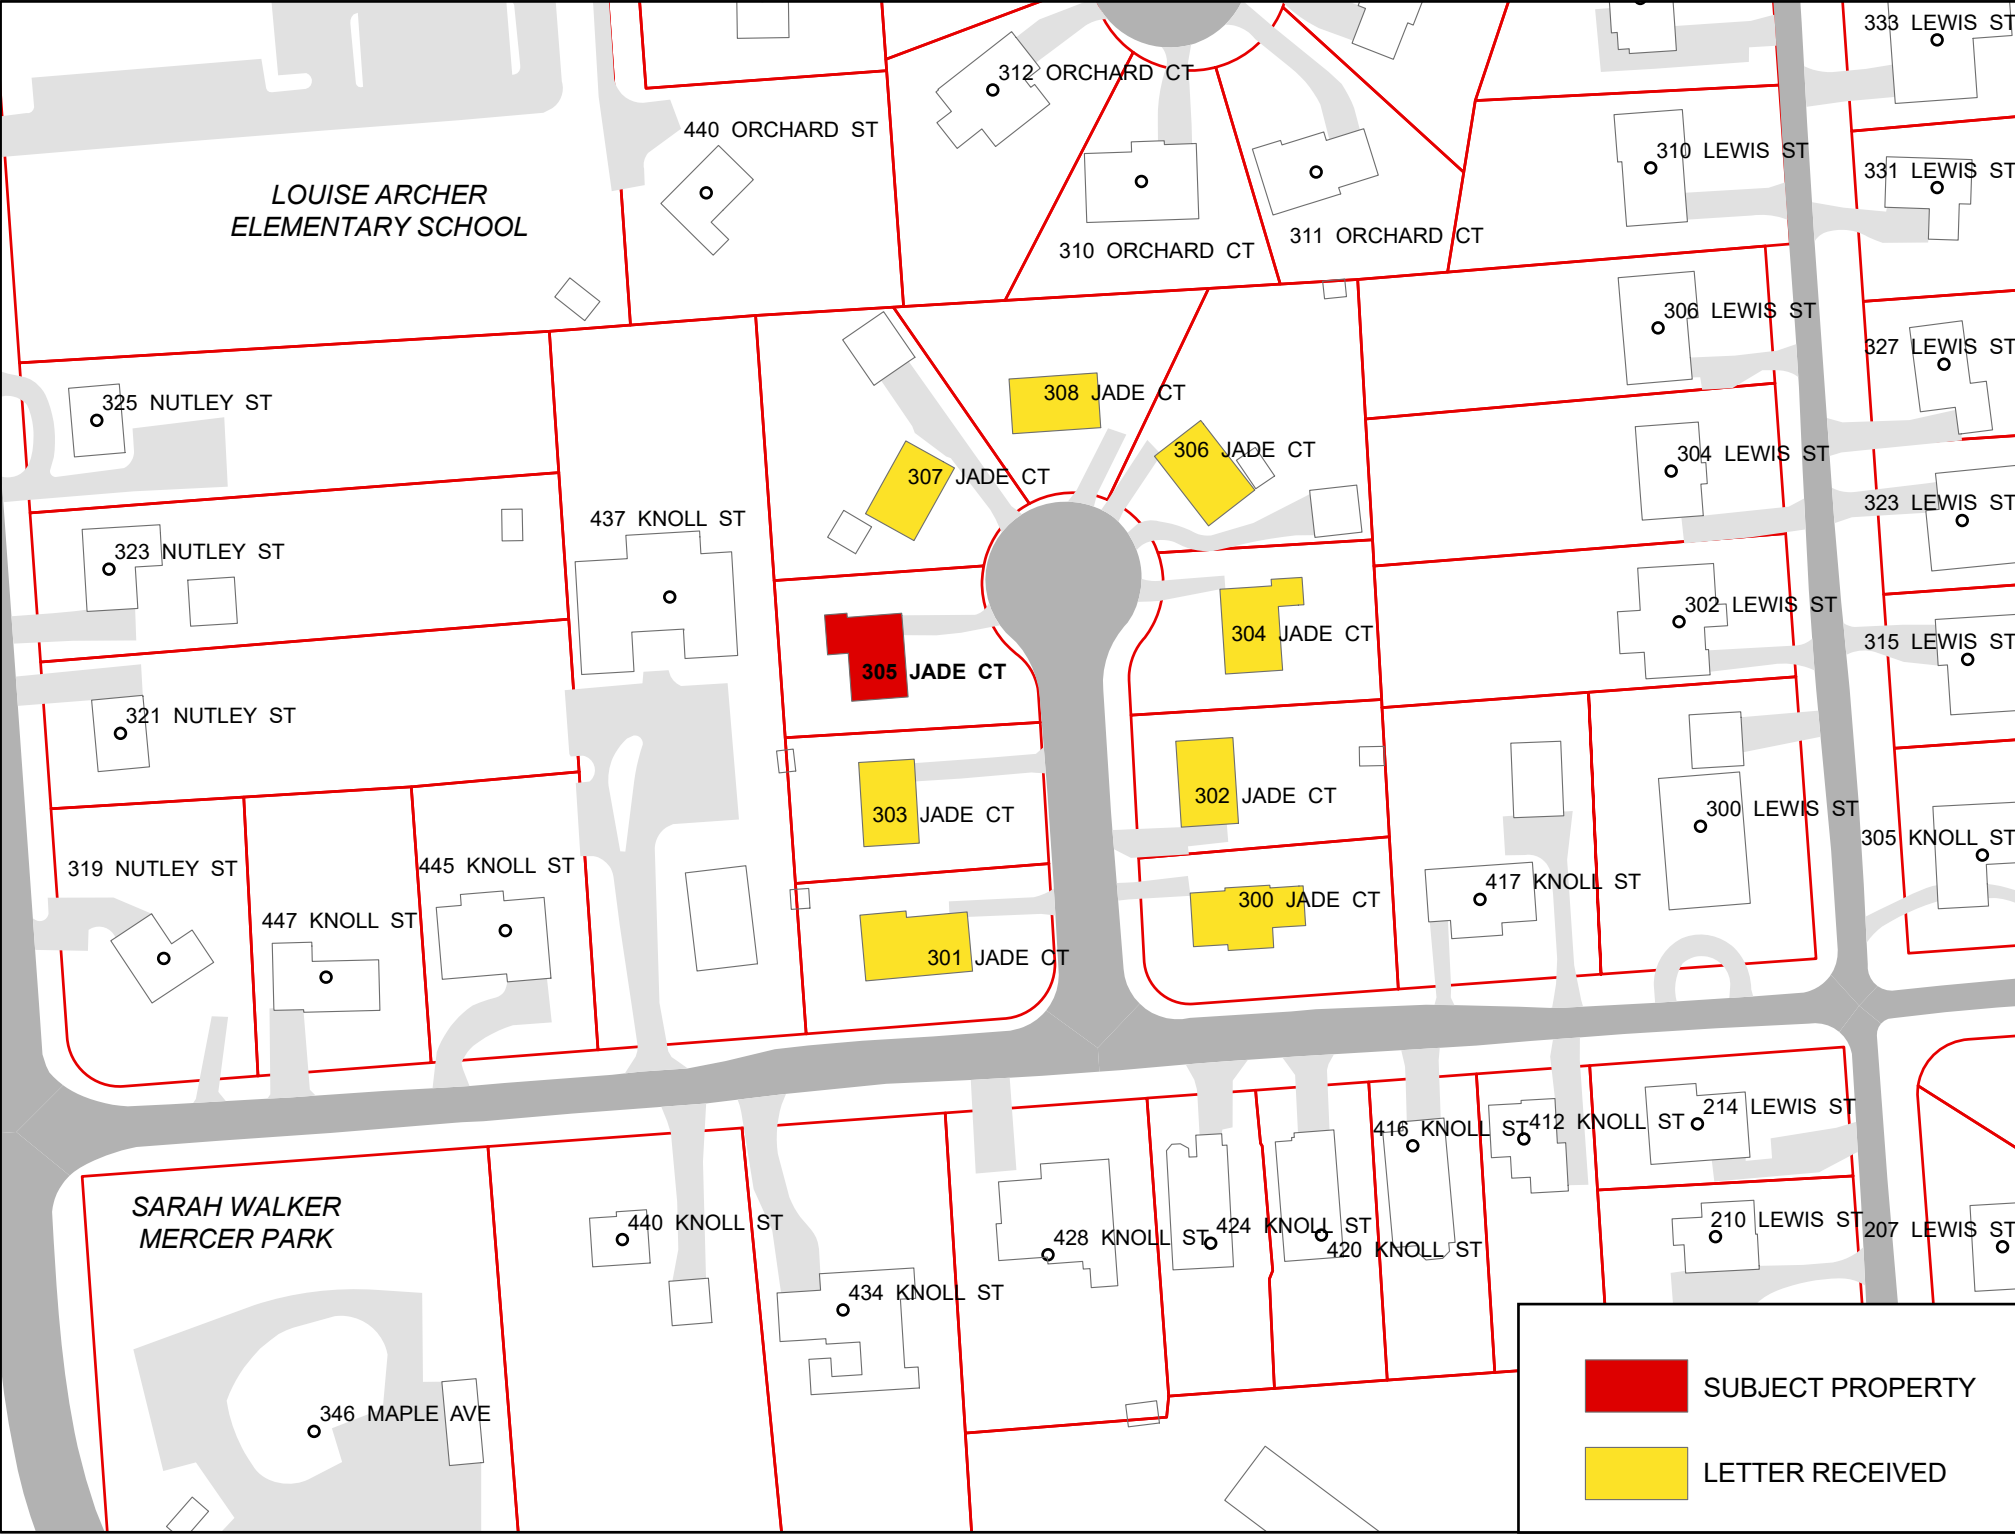 333 LEWIS ST
312 ORCHARD CT
440 ORCHARD ST
310 LEWIS ST
331 LEWIS ST
LOUISE ARCHER
ELEMENTARY SCHOOL
311 ORCHARD CT
310 ORCHARD CT
306 LEWIS ST
327 LEWIS ST
308 JADE CT
325 NUTLEY ST
306 JADE CT
304 LEWIS ST
307 JADE CT
323 LEWIS ST
437 KNOLL ST
323 NUTLEY ST
302 LEWIS ST
304 JADE CT
315 LEWIS ST
305 JADE CT
321 NUTLEY ST
302 JADE CT
300 LEWIS ST
303 JADE CT
305 KNOLL ST
319 NUTLEY ST
445 KNOLL ST
417 KNOLL ST
300 JADE CT
447 KNOLL ST
301 JADE CT
214 LEWIS ST
416 KNOLL ST
412 KNOLL ST
SARAH WALKER
MERCER PARK
440 KNOLL ST
428 KNOLL ST
424 KNOLL ST
420 KNOLL ST
210 LEWIS ST
207 LEWIS ST
434 KNOLL ST
346 MAPLE AVE
SUBJECT PROPERTY
LETTER RECEIVED